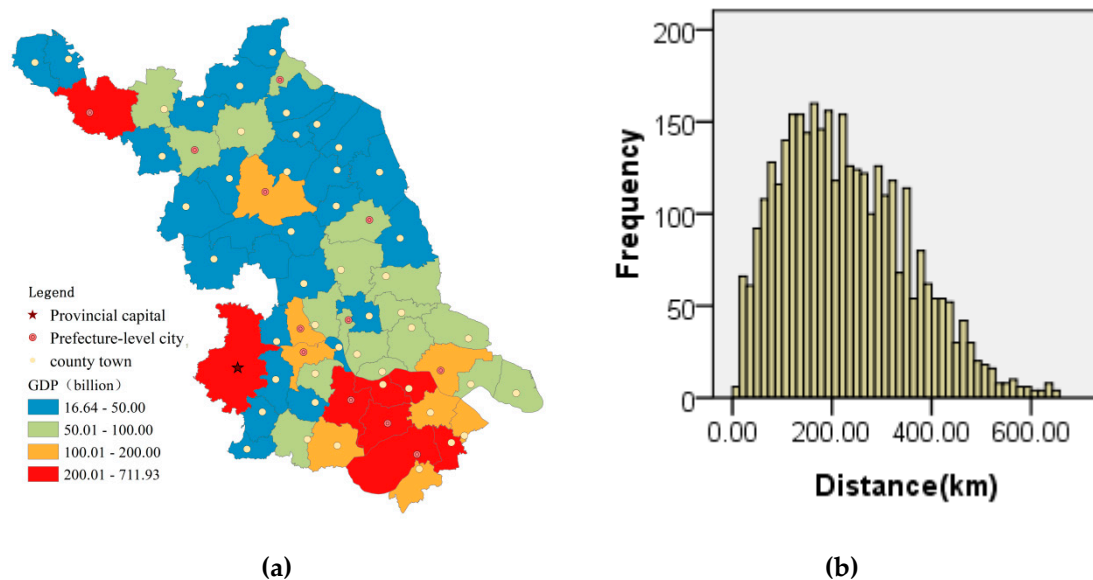 Legend
Provincial capital
Prefecture-level city
county town
GDP（billion）
16.64 - 50.00
50.01 - 100.00
100.01 - 200.00
200.01 - 711.93
(a)
200
150
100
50
0
Frequency
0.00 200.00 400.00 600.00
Distance(km)
(b)